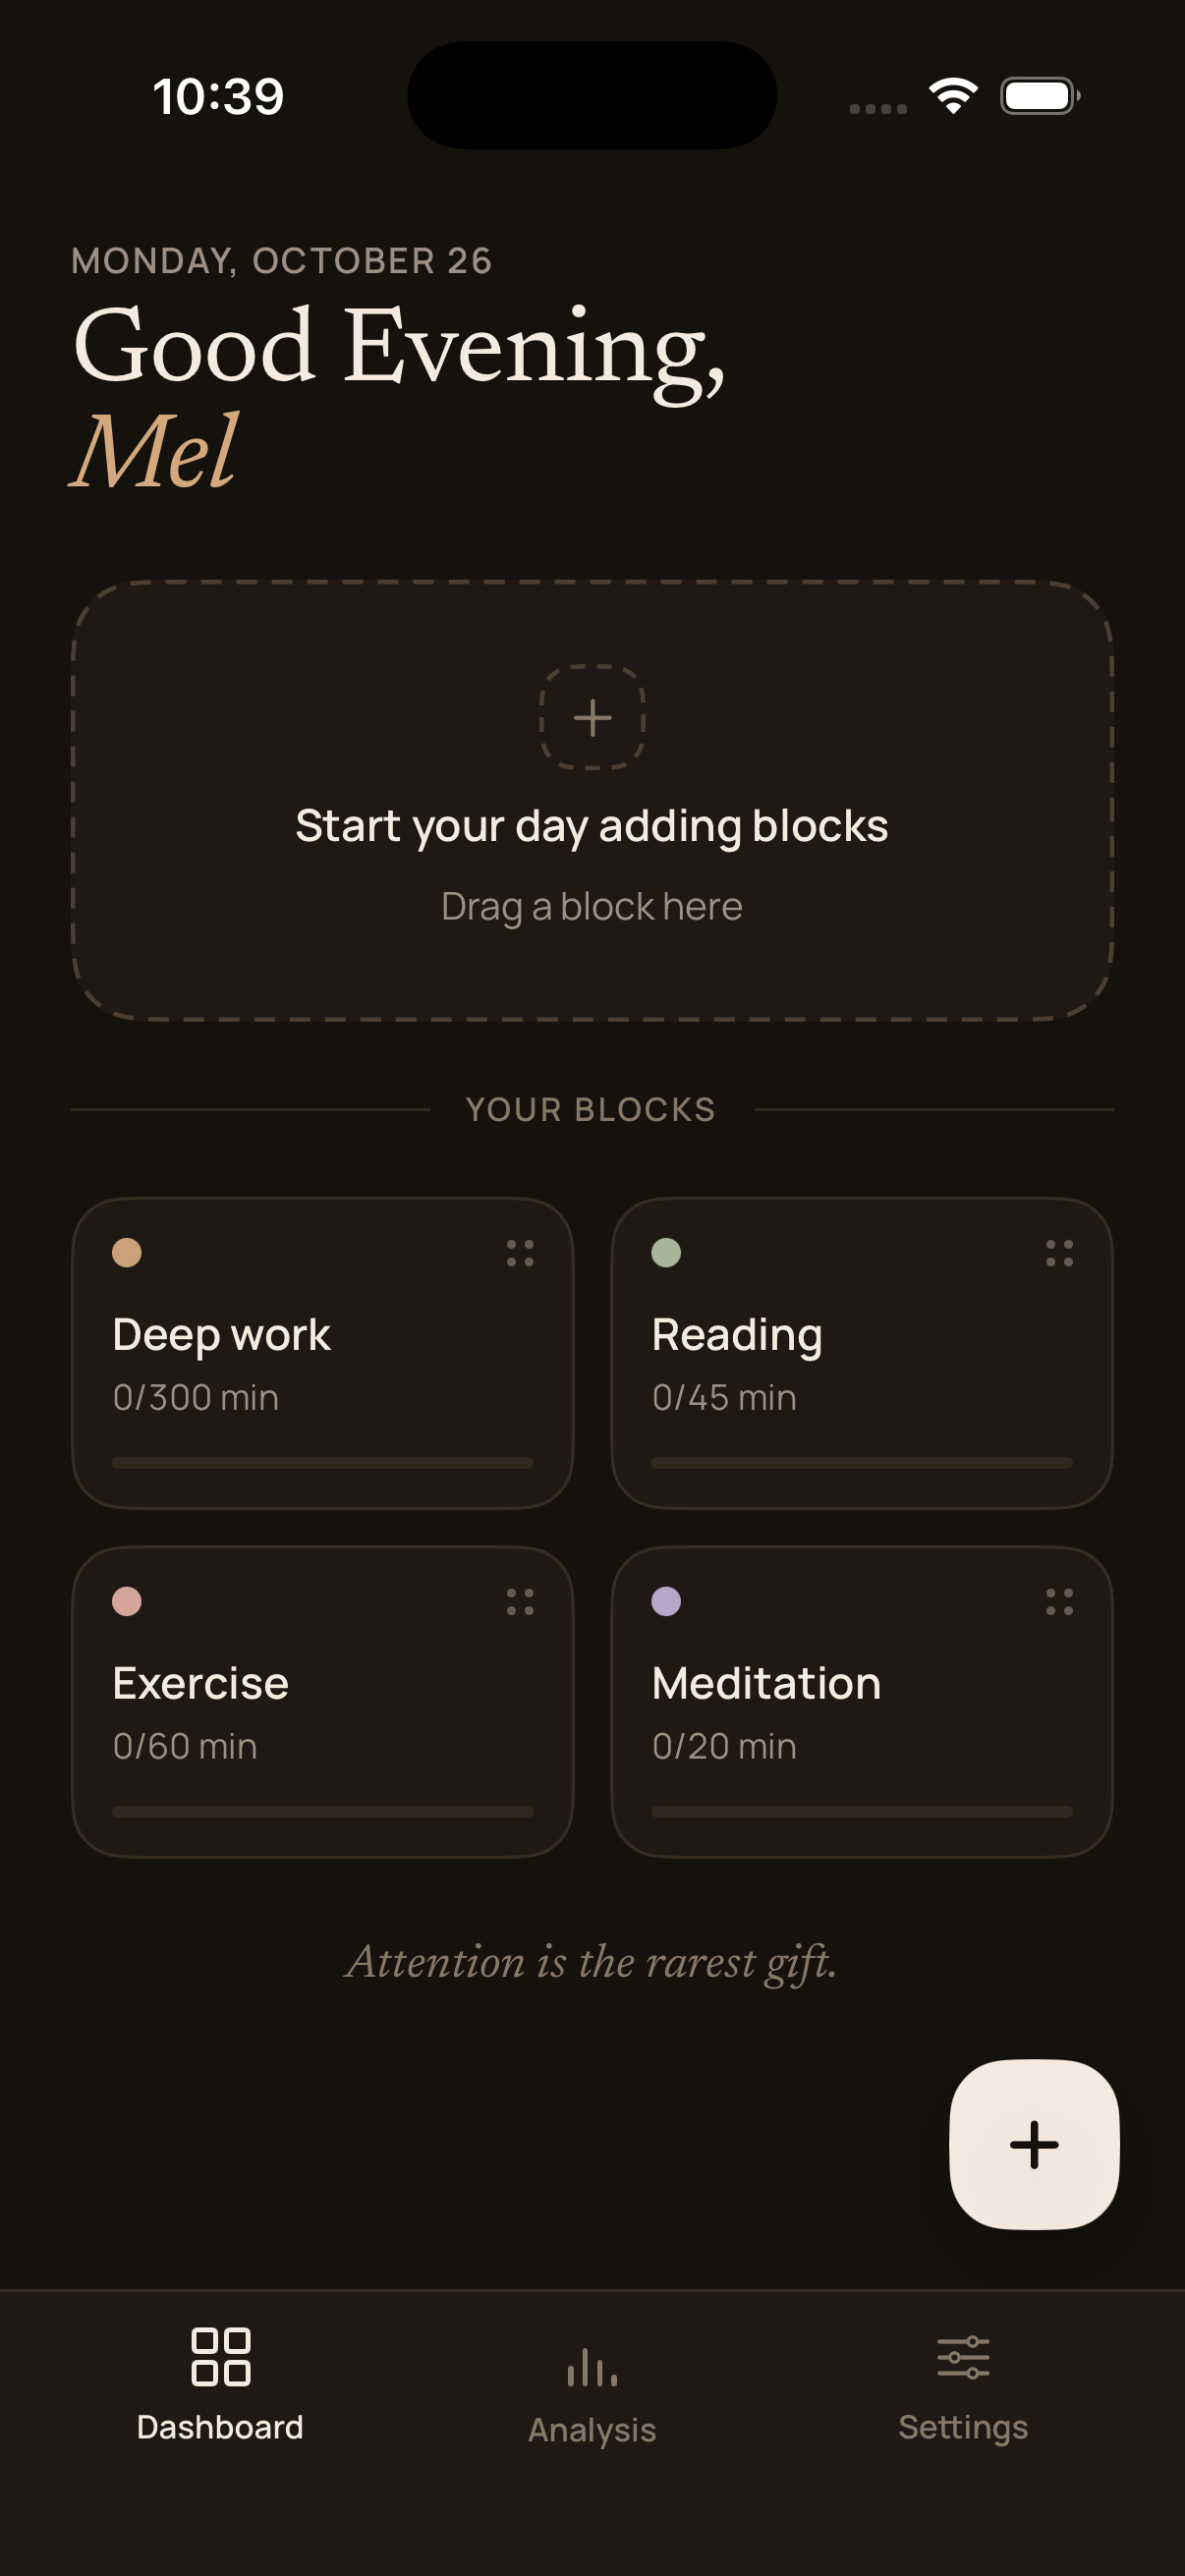 10:39
MONDAY, OCTOBER 26
Good Evening,
Mel
Start your day adding blocks
Drag a block here
YOUR BLOCKS
Deep work
0/300 min
Reading
0/45 min
Exercise
0/60 min
Meditation
0/20 min
Attention is the rarest gift.
Dashboard
Analysis
Settings